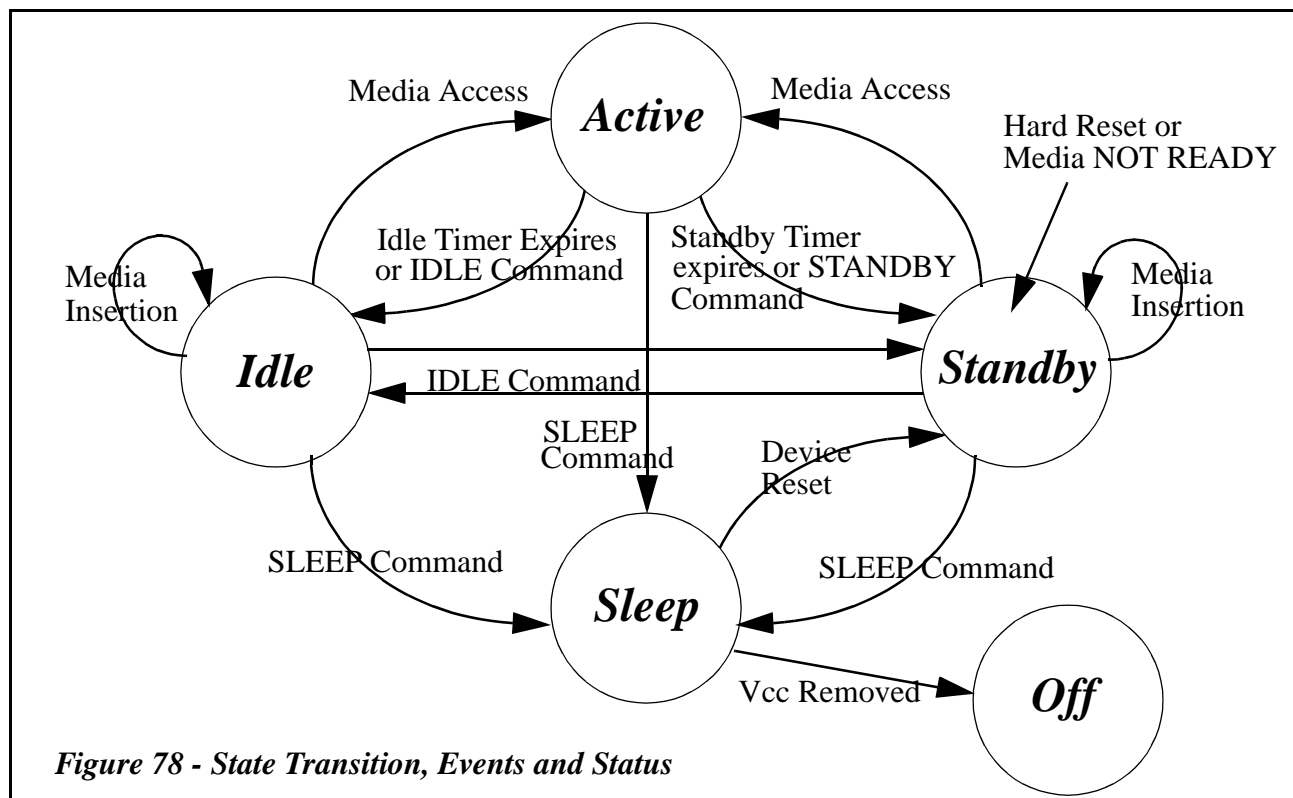 Media Access
Active
Media Access
Hard Reset or
Media NOT READY
Idle Timer Expires
or IDLE Command
Standby Timer
expires or STANDBY
Command
Media
Insertion
Media
Insertion
Idle
Standby
IDLE Command
SLEEP
Command
Device
Reset
SLEEP Command
SLEEP Command
Sleep
Vcc Removed
Off
Figure 78 - State Transition, Events and Status